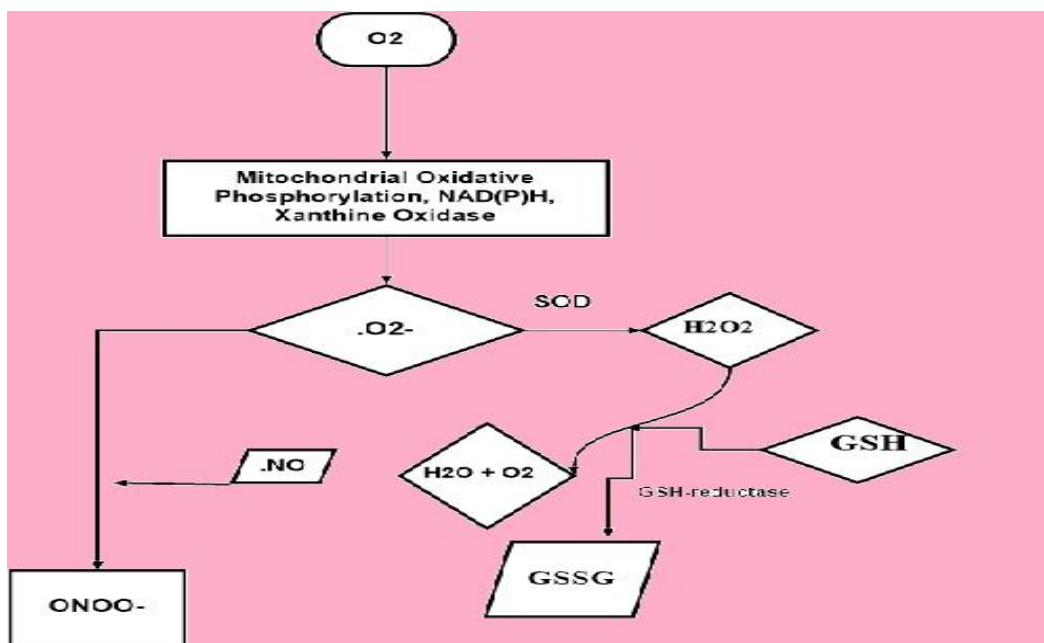 O2
Mitochondrial Oxidative
Phosphorylation, NAD(P)H,
Xanthine Oxidase
.O2-
SOD
H2O2
.NO
H2O + O2
GSH
GSH-reductase
GSSG
ONOO-